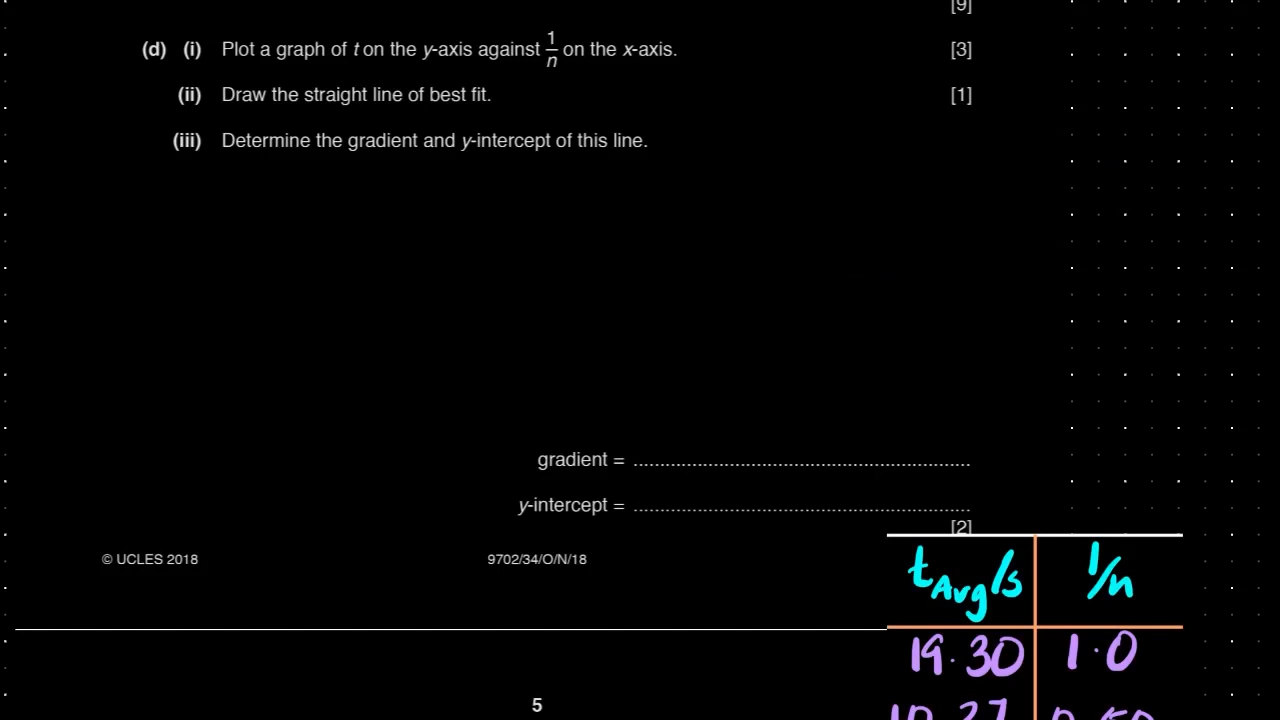 [9]
(d) (i) Plot a graph of t on the y-axis against 1/n on the x-axis. [3]
(ii) Draw the straight line of best fit. [1]
(iii) Determine the gradient and y-intercept of this line.
gradient = ..............................................................
y-intercept = ..............................................................
[2]
© UCLES 2018 9702/34/O/N/18
tAvg/s 1/n
19.30 1.0
5